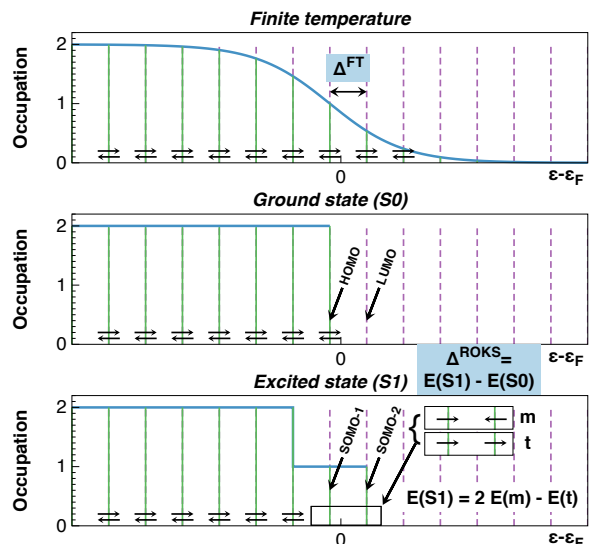 Finite temperature
Occupation
2
1
0
Δ^FT
0
ε-ε_F
Ground state (S0)
Occupation
2
1
0
HOMO
LUMO
0
ε-ε_F
Δ^ROKS=
E(S1) - E(S0)
Excited state (S1)
Occupation
2
1
0
SOMO-1
SOMO-2
m
t
E(S1) = 2 E(m) - E(t)
0
ε-ε_F